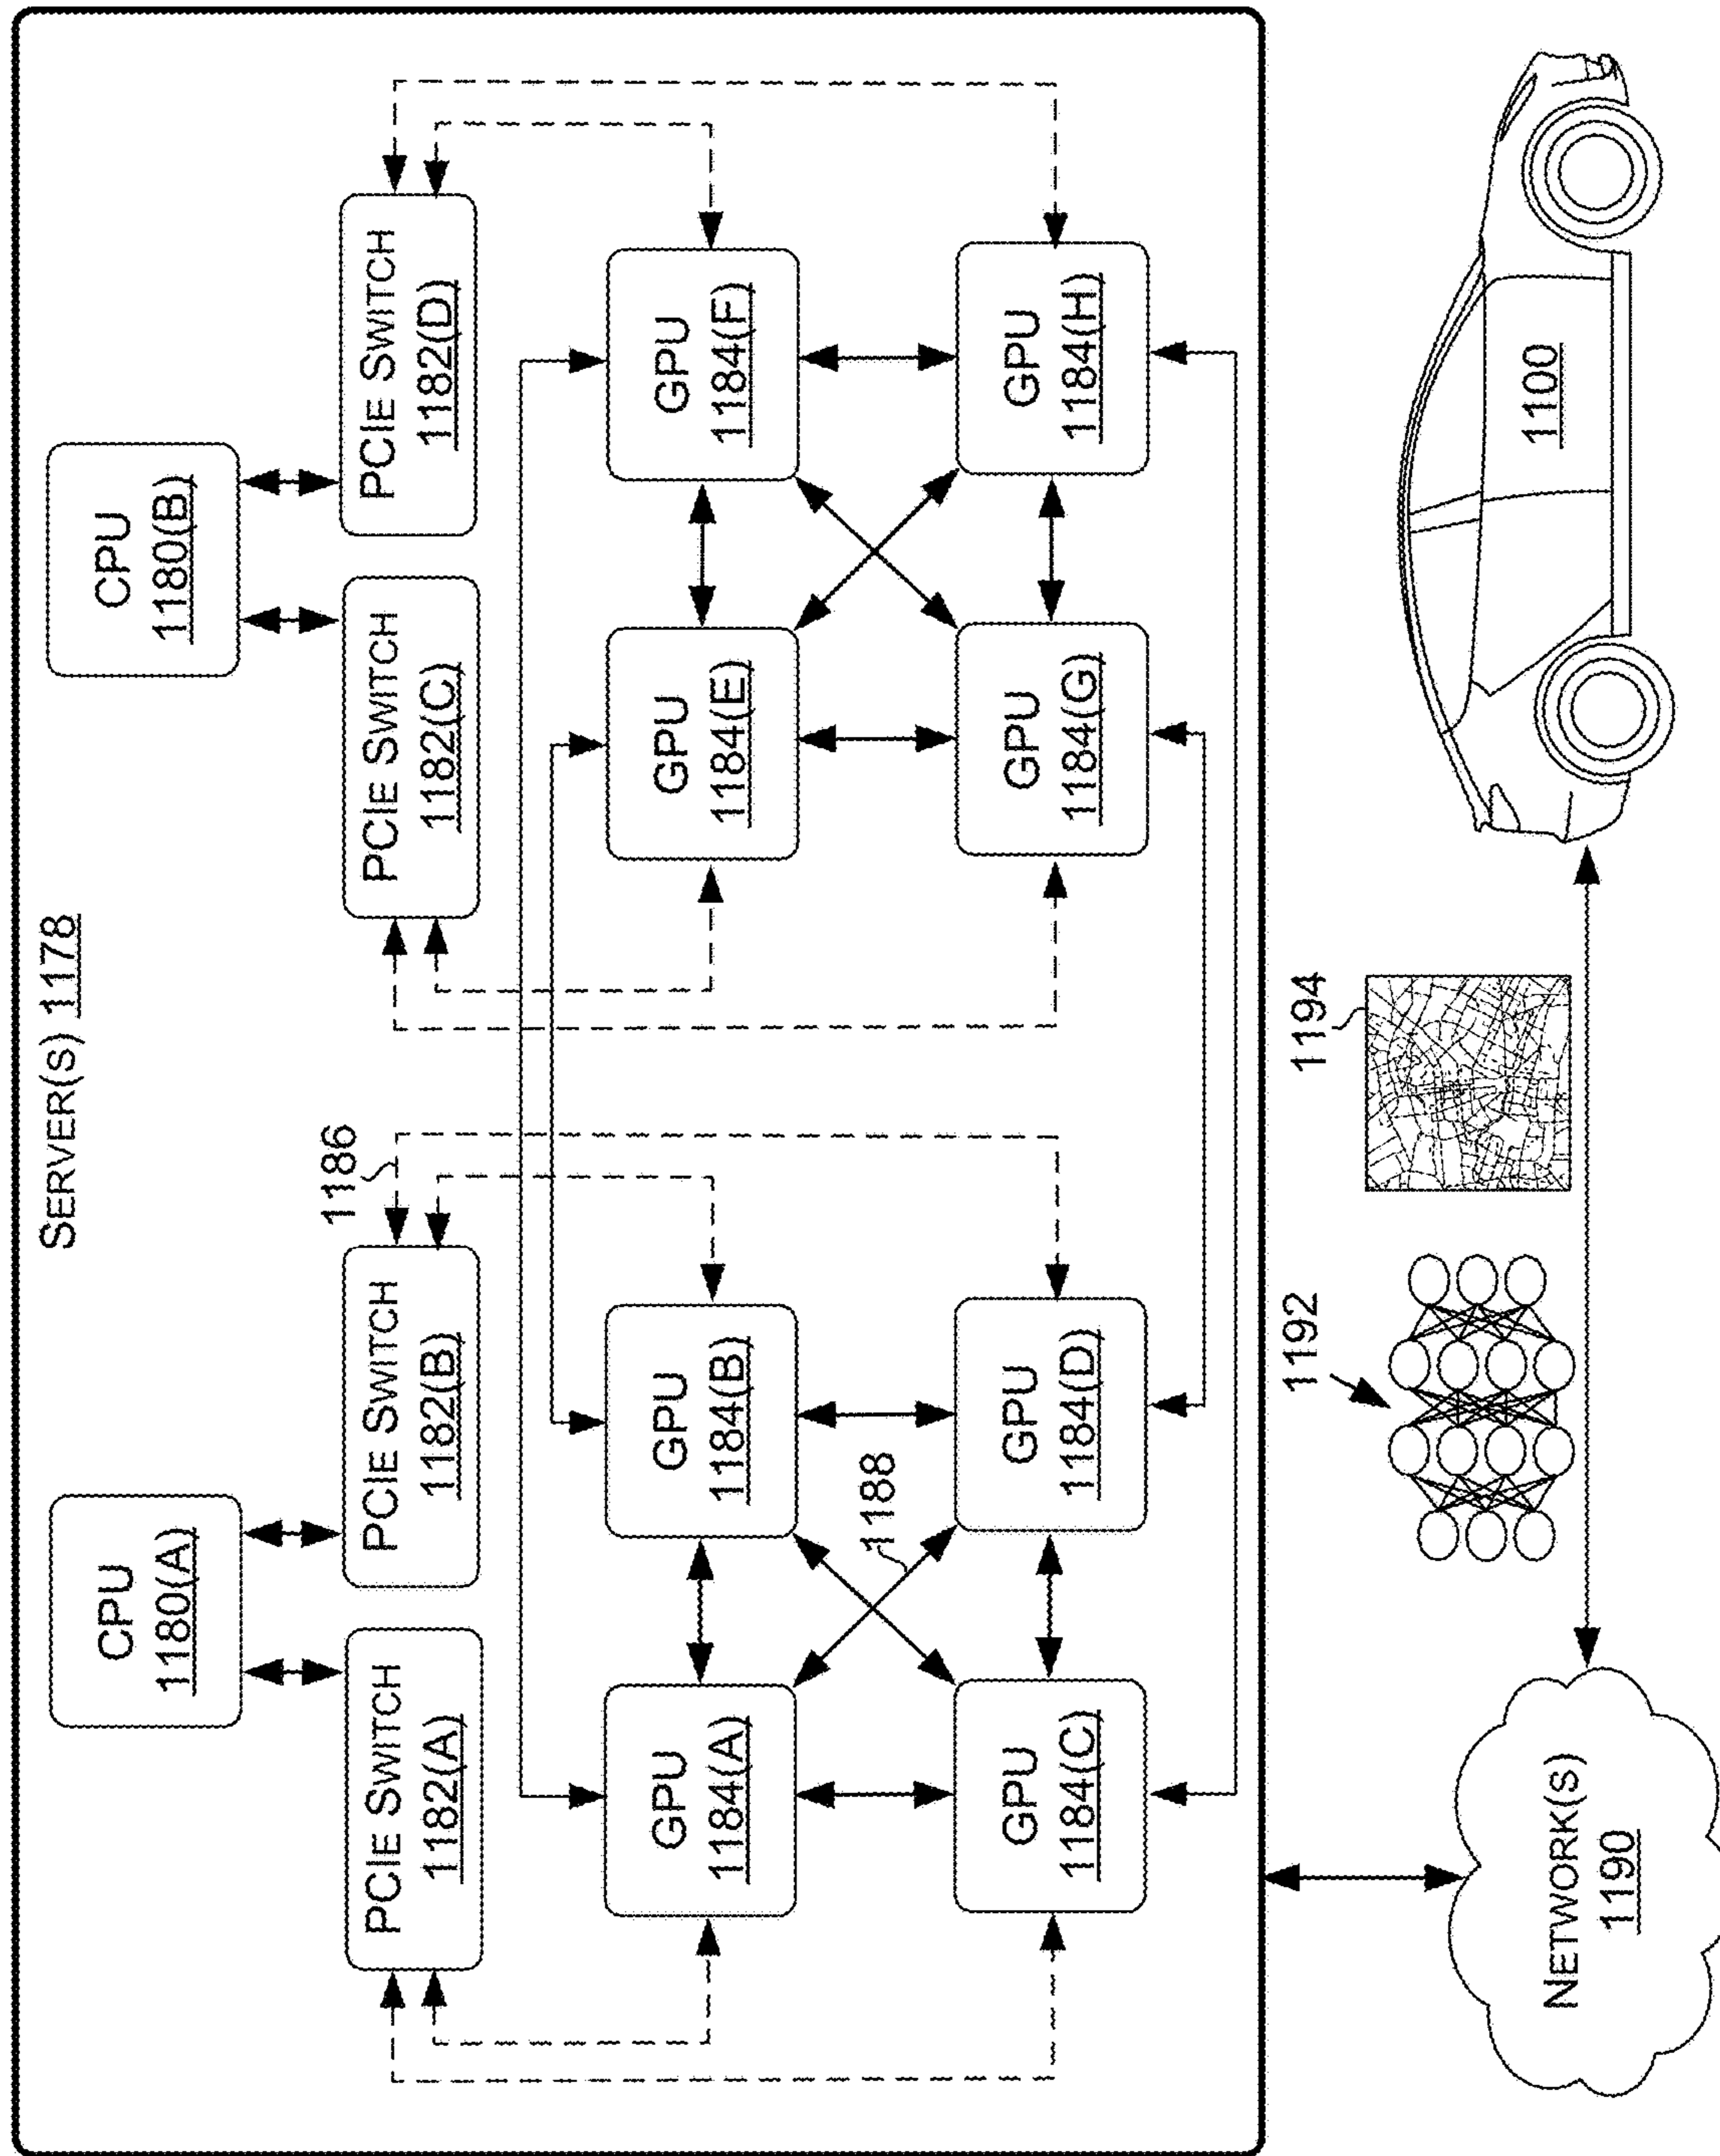 SERVER(S) 1178
CPU
1180(A)
CPU
1180(B)
PCIE SWITCH
1182(A)
PCIE SWITCH
1182(B)
1186
PCIE SWITCH
1182(C)
PCIE SWITCH
1182(D)
GPU
1184(A)
GPU
1184(B)
GPU
1184(E)
GPU
1184(F)
1188
GPU
1184(C)
GPU
1184(D)
GPU
1184(G)
GPU
1184(H)
NETWORK(S)
1190
1192
1194
1100